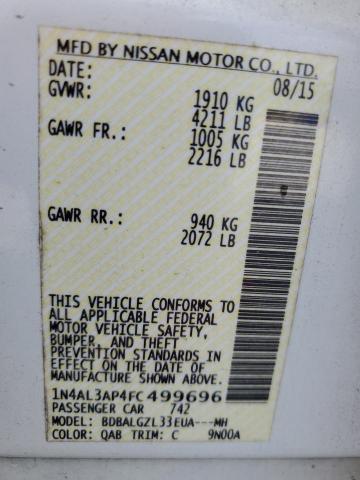 MFD BY NISSAN MOTOR CO., LTD.
DATE: 08/15
GVWR: 1910 KG
4211 LB
GAWR FR.: 1005 KG
2216 LB
GAWR RR.: 940 KG
2072 LB
THIS VEHICLE CONFORMS TO
ALL APPLICABLE FEDERAL
MOTOR VEHICLE SAFETY,
BUMPER, AND THEFT
PREVENTION STANDARDS IN
EFFECT ON THE DATE OF
MANUFACTURE SHOWN ABOVE.
1N4AL3AP4FC499696
PASSENGER CAR 742
MODEL: BDBALGZL33EUA---MH
COLOR: QAB TRIM: C 9N00A